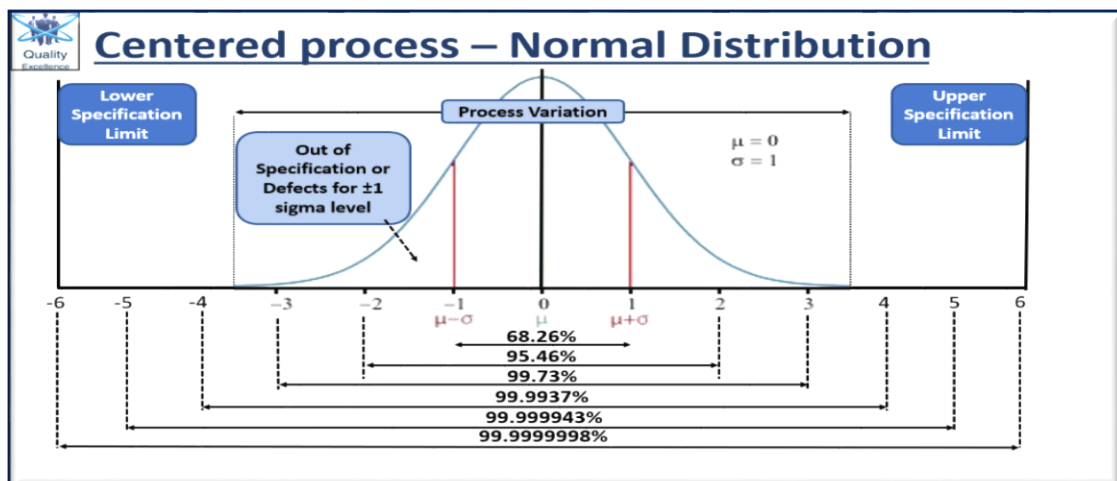 Quality
Excellence
Centered process – Normal Distribution
Lower
Specification
Limit
Process Variation
Upper
Specification
Limit
Out of
Specification or
Defects for ±1
sigma level
μ = 0
σ = 1
-6 -5 -4 −3 −2 −1 0 1 2 3 4 5 6
μ−σ μ μ+σ
68.26%
95.46%
99.73%
99.9937%
99.999943%
99.9999998%